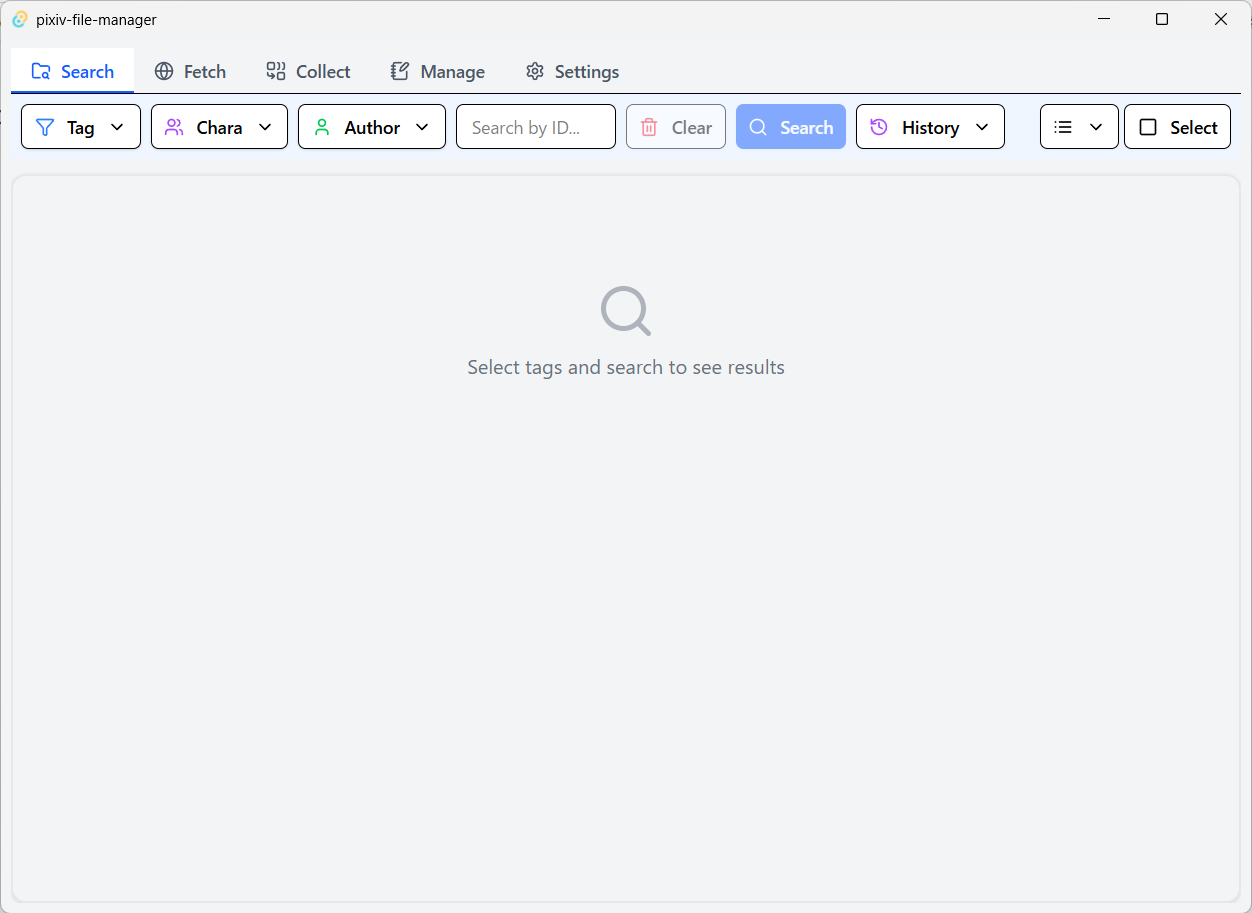 pixiv-file-manager
Search Fetch Collect Manage Settings
Tag Chara Author Search by ID... Clear Search History Select
Select tags and search to see results